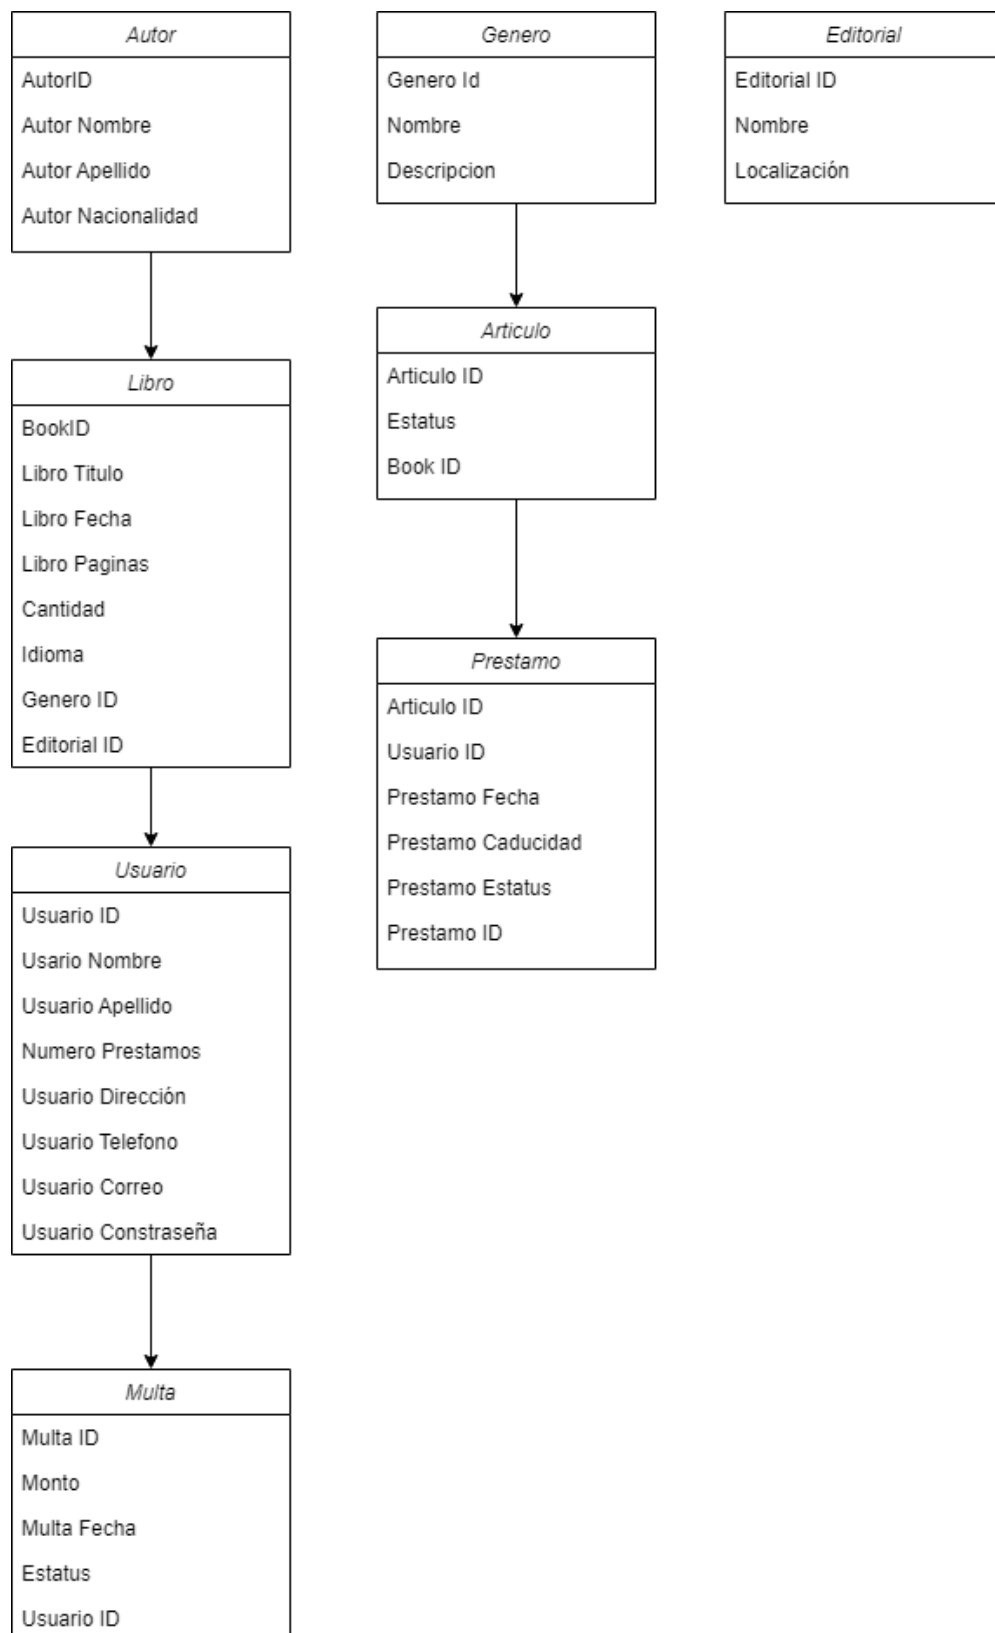 Autor
AutorID
Autor Nombre
Autor Apellido
Autor Nacionalidad
Libro
BookID
Libro Titulo
Libro Fecha
Libro Paginas
Cantidad
Idioma
Genero ID
Editorial ID
Usuario
Usuario ID
Usario Nombre
Usuario Apellido
Numero Prestamos
Usuario Dirección
Usuario Telefono
Usuario Correo
Usuario Constraseña
Multa
Multa ID
Monto
Multa Fecha
Estatus
Usuario ID
Genero
Genero Id
Nombre
Descripcion
Articulo
Articulo ID
Estatus
Book ID
Prestamo
Articulo ID
Usuario ID
Prestamo Fecha
Prestamo Caducidad
Prestamo Estatus
Prestamo ID
Editorial
Editorial ID
Nombre
Localización